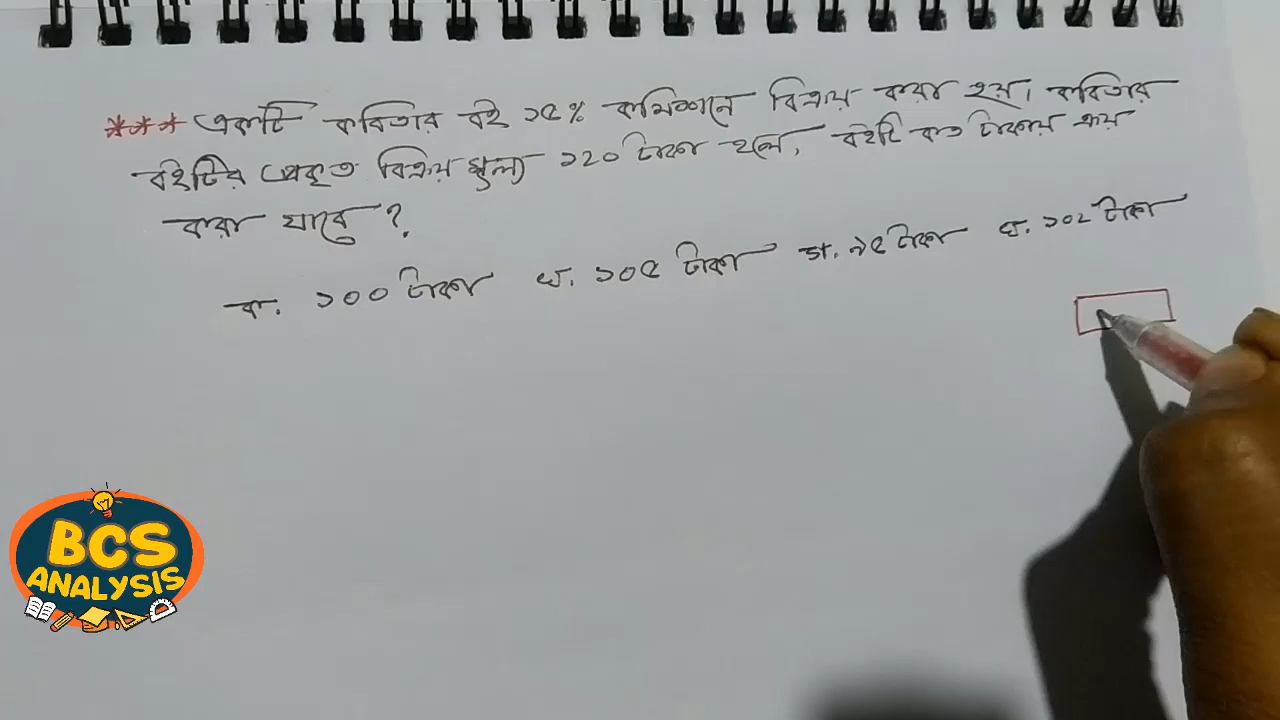 *** একটি কবিতার বই ১৫% কমিশনে বিক্রয় করা হয়। কবিতার
বইটির প্রকৃত বিক্রয় মুল্য ১২০ টাকা হলে, বইটি কত টাকায় ক্রয়
করা যাবে?
ক. ১০০ টাকা খ. ১০৫ টাকা গ. ৯৫ টাকা ঘ. ১০২ টাকা
BCS
ANALYSIS